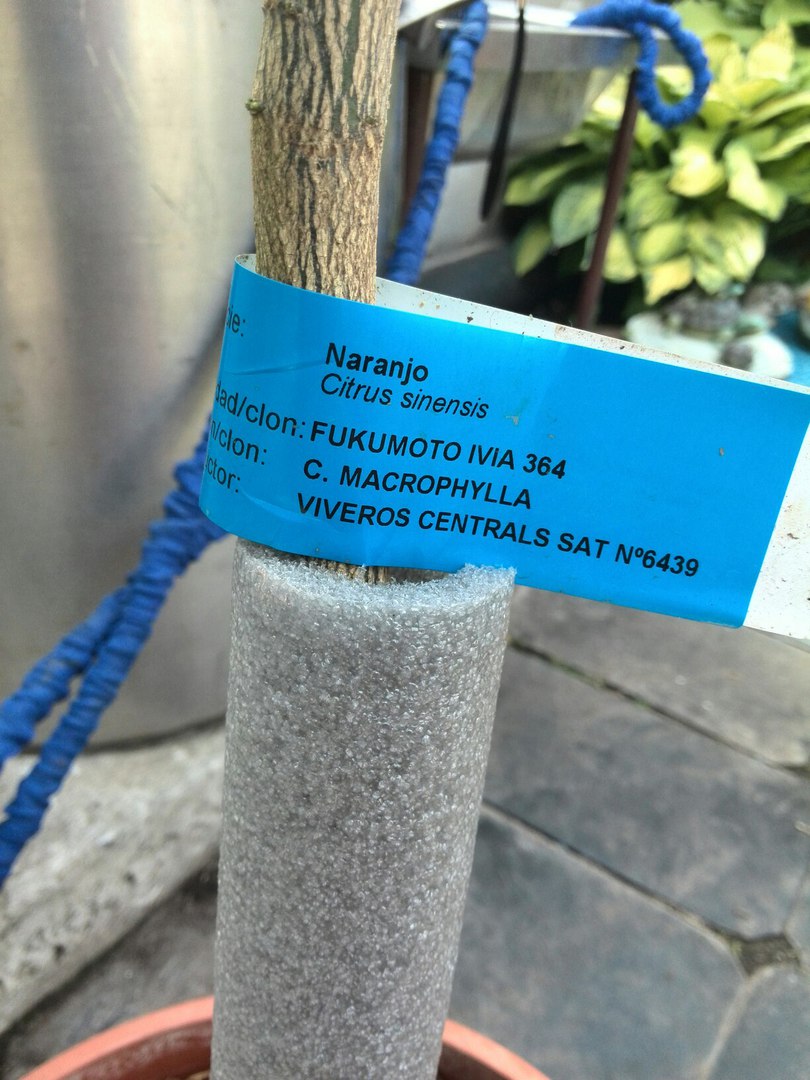 Naranjo
Citrus sinensis
dad/clon: FUKUMOTO IVIA 364
n/clon: C. MACROPHYLLA
ctor: VIVEROS CENTRALS SAT Nº6439